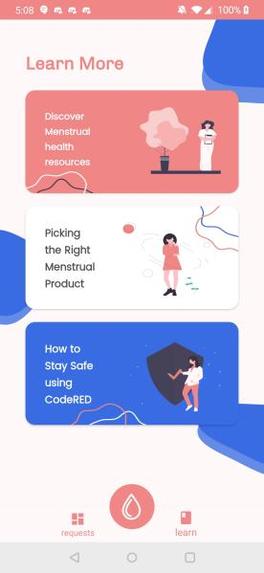 5:08
100%
Learn More
Discover
Menstrual
health
resources
Picking
the Right
Menstrual
Product
How to
Stay Safe
using
CodeRED
requests
learn